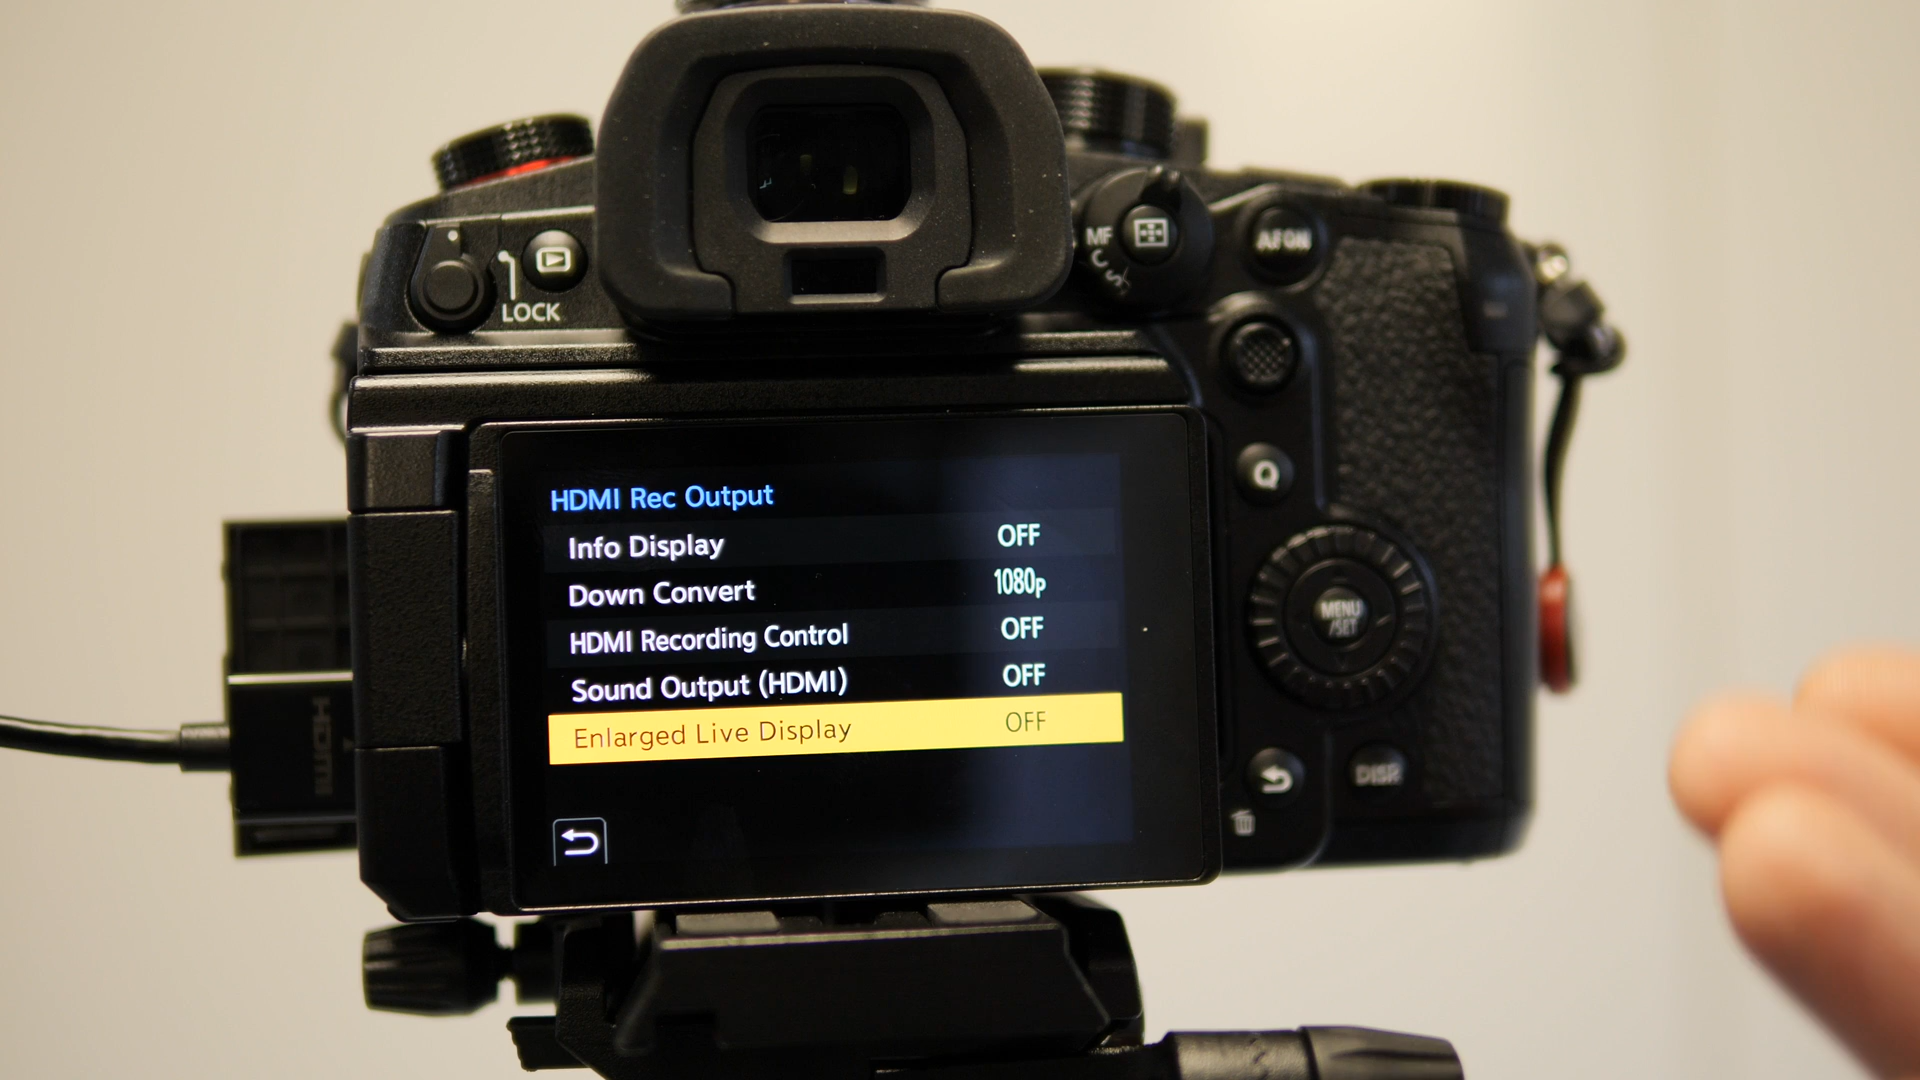 LOCK
MF
AF ON
Q
HDMI Rec Output
Info Display OFF
Down Convert 1080p
HDMI Recording Control OFF
Sound Output (HDMI) OFF
Enlarged Live Display OFF
MENU
/SET
DISP.
HDMI